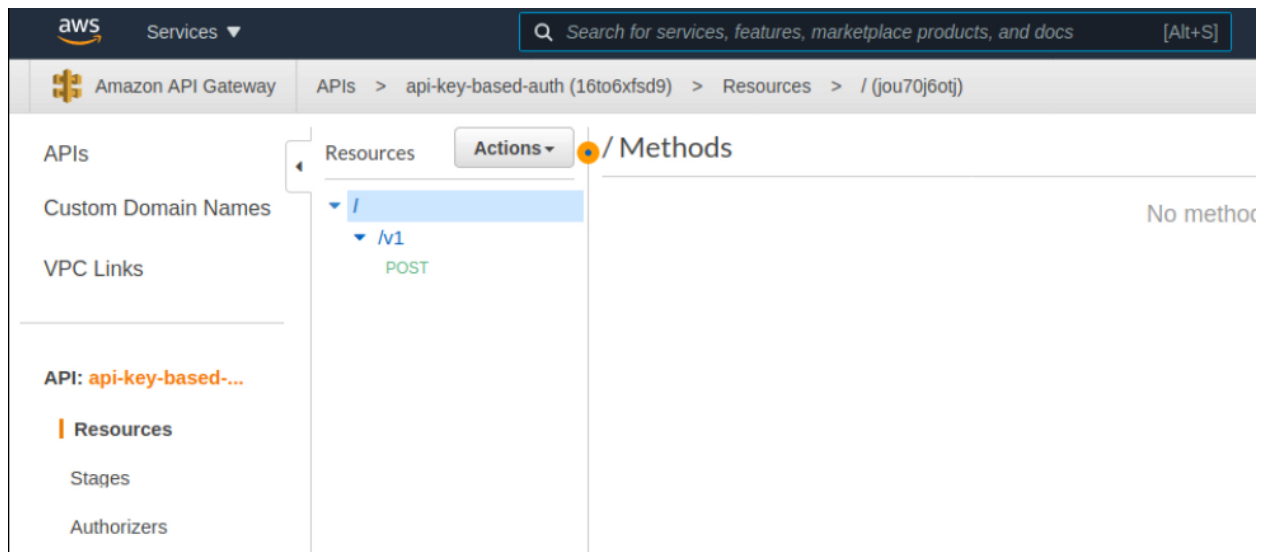 aws Services ▼ Search for services, features, marketplace products, and docs [Alt+S]
Amazon API Gateway APIs > api-key-based-auth (16to6xfsd9) > Resources > / (jou70j6otj)
APIs
Custom Domain Names
VPC Links
API: api-key-based-...
Resources
Stages
Authorizers
Resources Actions
/
/v1
POST
/ Methods
No